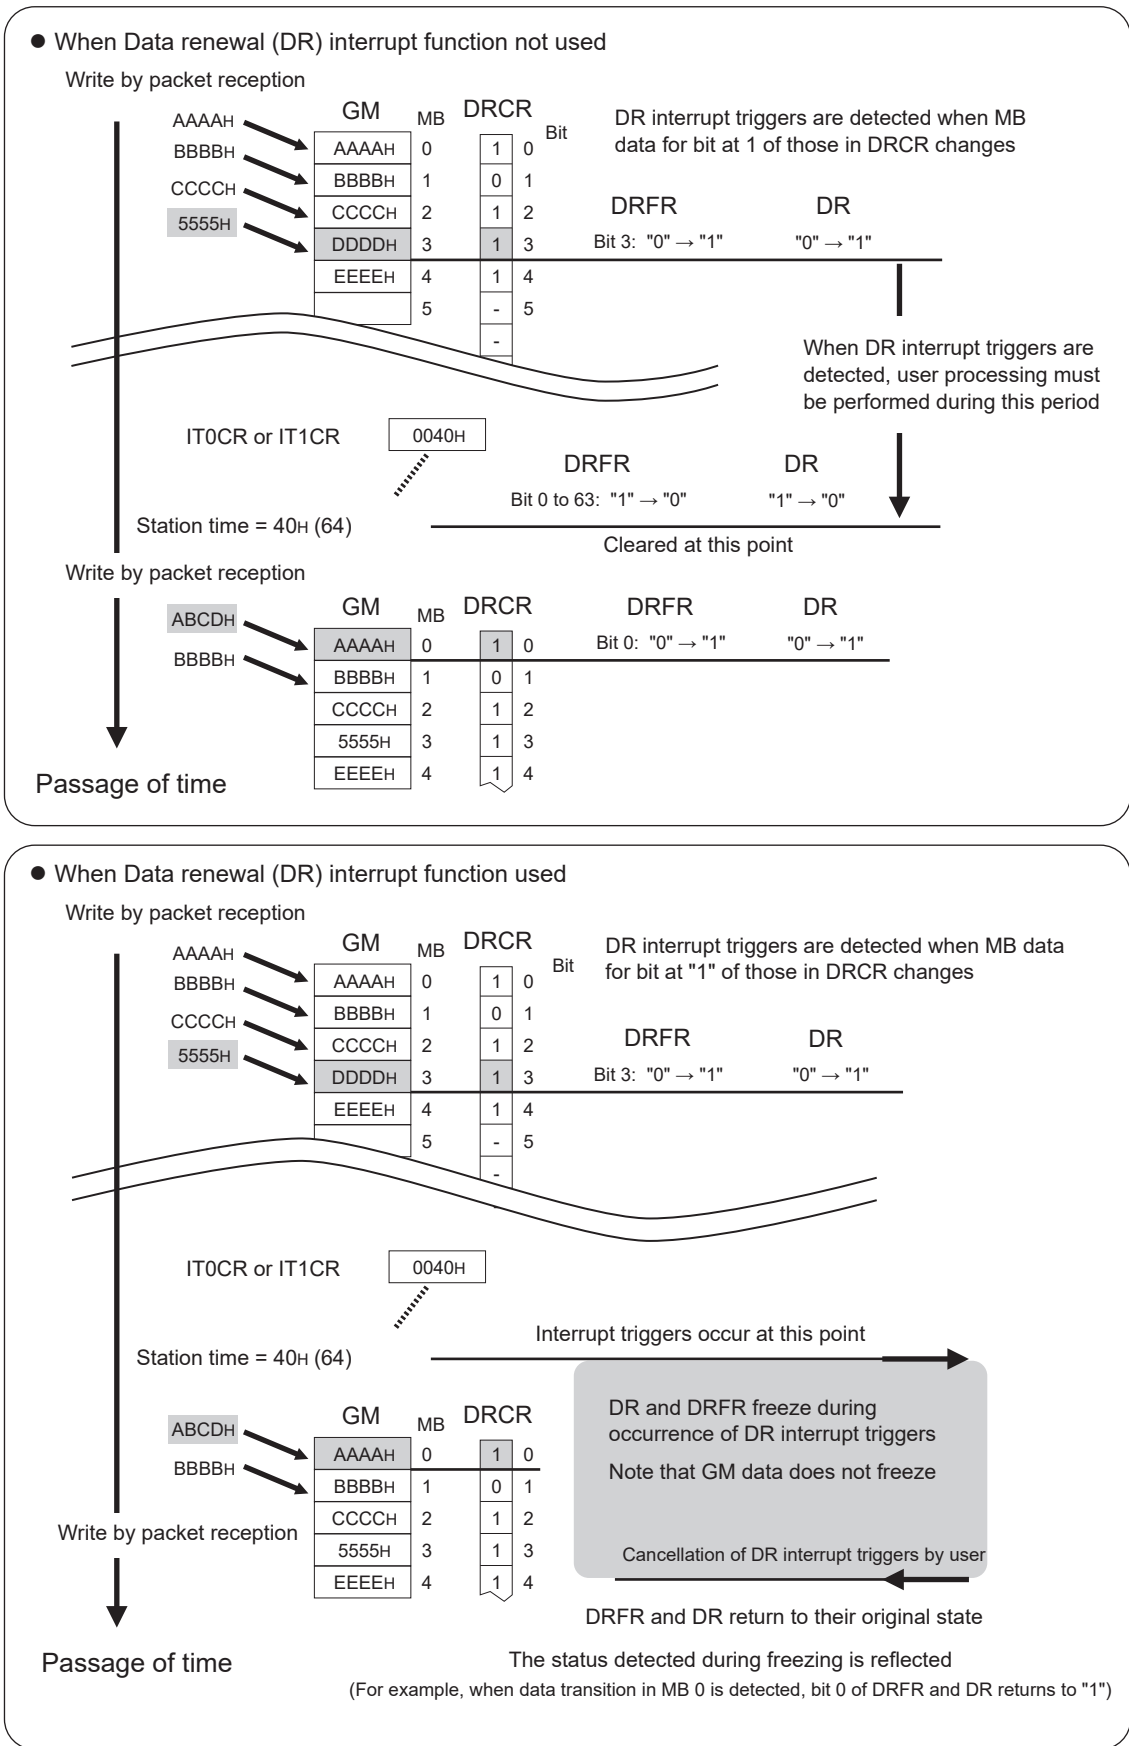 ● When Data renewal (DR) interrupt function not used
Write by packet reception
GM MB DRCR Bit
DR interrupt triggers are detected when MB
data for bit at 1 of those in DRCR changes
AAAAH AAAAH 0 1 0
BBBBH BBBBH 1 0 1
CCCCH CCCCH 2 1 2
5555H DDDDH 3 1 3
EEEEH 4 1 4
5 - 5
-
DRFR DR
Bit 3: "0" → "1" "0" → "1"
When DR interrupt triggers are
detected, user processing must
be performed during this period
IT0CR or IT1CR 0040H
DRFR DR
Bit 0 to 63: "1" → "0" "1" → "0"
Station time = 40H (64)
Cleared at this point
Write by packet reception
GM MB DRCR DRFR DR
ABCDH AAAAH 0 1 0 Bit 0: "0" → "1" "0" → "1"
BBBBH BBBBH 1 0 1
CCCCH 2 1 2
5555H 3 1 3
EEEEH 4 1 4
Passage of time
● When Data renewal (DR) interrupt function used
Write by packet reception
GM MB DRCR Bit
DR interrupt triggers are detected when MB data
for bit at "1" of those in DRCR changes
AAAAH AAAAH 0 1 0
BBBBH BBBBH 1 0 1
CCCCH CCCCH 2 1 2
5555H DDDDH 3 1 3
EEEEH 4 1 4
5 - 5
-
DRFR DR
Bit 3: "0" → "1" "0" → "1"
IT0CR or IT1CR 0040H
Interrupt triggers occur at this point
Station time = 40H (64)
GM MB DRCR
ABCDH AAAAH 0 1 0
BBBBH BBBBH 1 0 1
CCCCH 2 1 2
5555H 3 1 3
EEEEH 4 1 4
DR and DRFR freeze during
occurrence of DR interrupt triggers
Note that GM data does not freeze
Write by packet reception
Cancellation of DR interrupt triggers by user
DRFR and DR return to their original state
Passage of time
The status detected during freezing is reflected
(For example, when data transition in MB 0 is detected, bit 0 of DRFR and DR returns to "1")